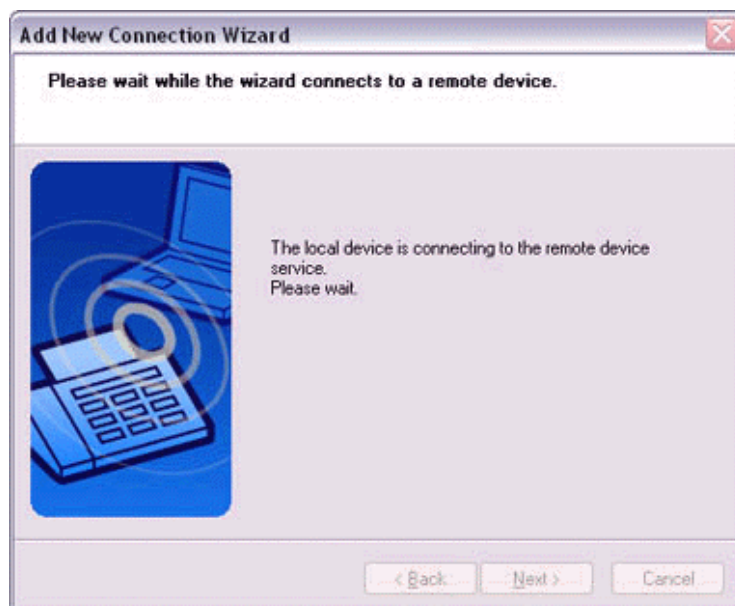 Add New Connection Wizard
Please wait while the wizard connects to a remote device.
The local device is connecting to the remote device
service.
Please wait.
< Back
Next >
Cancel